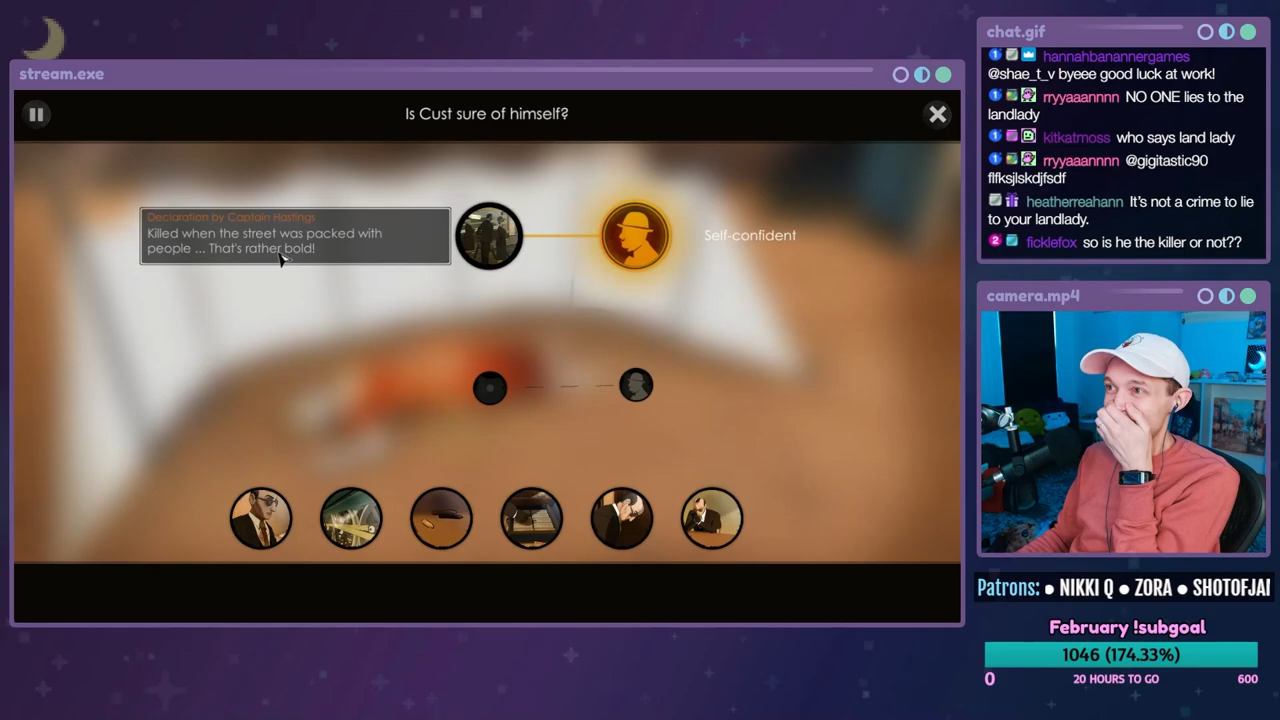 stream.exe
Is Cust sure of himself?
Declaration by Captain Hastings
Killed when the street was packed with
people ... That's rather bold!
Self-confident
chat.gif
hannahbanannergames
@shae_t_v byeee good luck at work!
rryyaaannnn NO ONE lies to the
landlady
kitkatmoss who says land lady
rryyaaannnn @gigitastic90
flffksjlskdjfsdf
heatherreahann It's not a crime to lie
to your landlady.
ficklefox so is he the killer or not??
camera.mp4
Patrons: • NIKKI Q • ZORA • SHOTOFJAI
February !subgoal
1046 (174.33%)
0 20 HOURS TO GO 600